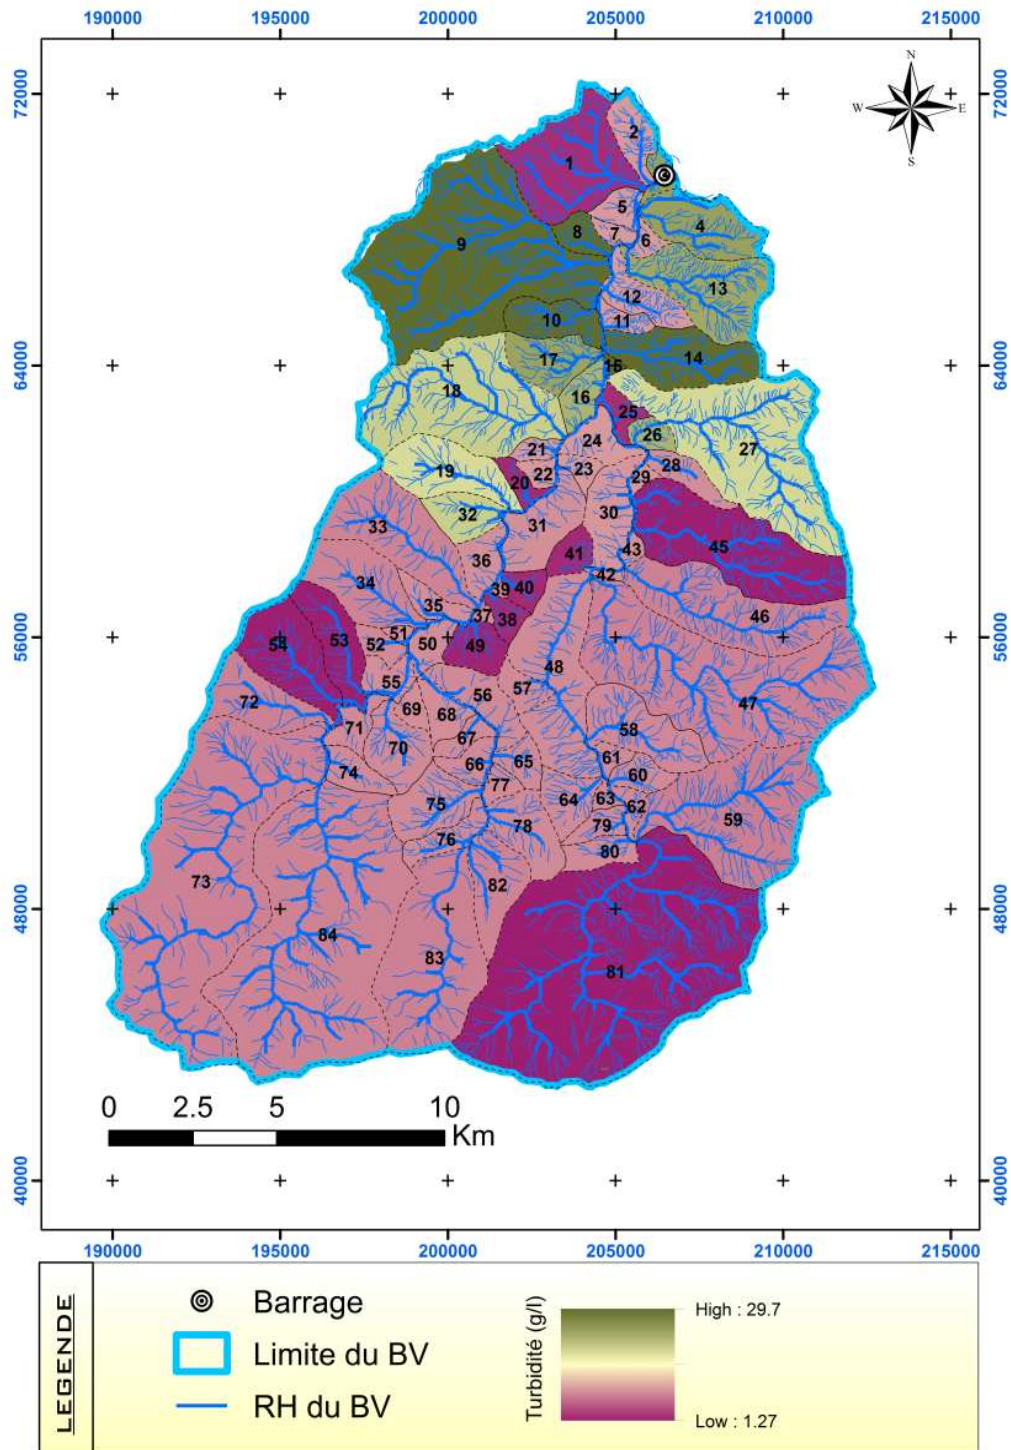 190000 195000 200000 205000 210000 215000
72000 72000
N
W E
S
2
1
5
4
8 7 6
9
13
12
10 11
14
17 15
64000 64000
18
16
25
26
24
27
21
28
19 22 23
20 29
32 30
33 31
45
41 43
36
42
34 39 40
35 46
37 38
51
56000 56000
53 52 50 49
54
48
55 57
56
72 47
69 68
71 58
70 67
61
66 65
74 60
77
75 64 63
62
59
78 79
76
80
73 82
48000 48000
84
83
81
0 2.5 5 10
Km
40000 40000
190000 195000 200000 205000 210000 215000
LEGENDE
Barrage
Limite du BV
RH du BV
Turbidité (g/l)
High : 29.7
Low : 1.27